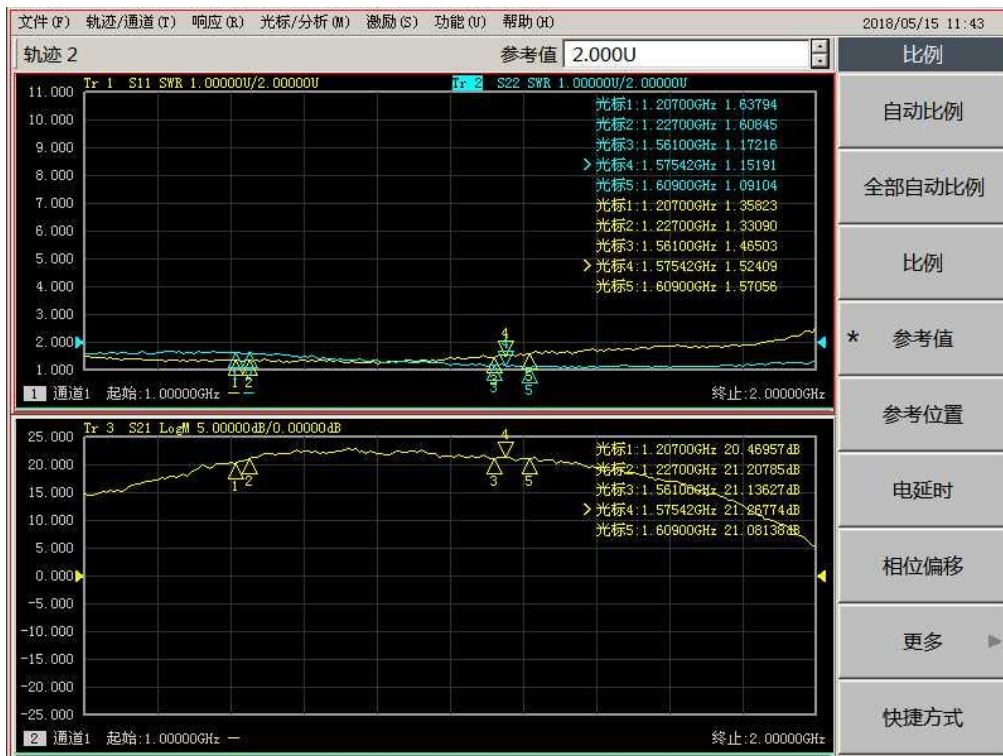 文件(F) 轨迹/通道(T) 响应(R) 光标/分析(M) 激励(S) 功能(U) 帮助(H) 2018/05/15 11:43
轨迹 2 参考值 2.000U
比例
自动比例
全部自动比例
比例
* 参考值
参考位置
电延时
相位偏移
更多
快捷方式
Tr 1 S11 SWR 1.00000U/2.00000U Tr 2 S22 SWR 1.00000U/2.00000U
11.000
10.000
9.000
8.000
7.000
6.000
5.000
4.000
3.000
2.000
1.000
光标1:1.20700GHz 1.63794
光标2:1.22700GHz 1.60845
光标3:1.56100GHz 1.17216
>光标4:1.57542GHz 1.15191
光标5:1.60900GHz 1.09104
光标1:1.20700GHz 1.35823
光标2:1.22700GHz 1.33090
光标3:1.56100GHz 1.46503
>光标4:1.57542GHz 1.52409
光标5:1.60900GHz 1.57056
4
1 2 3 5
1 通道1 起始:1.00000GHz 终止:2.00000GHz
Tr 3 S21 LogM 5.00000dB/0.00000dB
25.000
20.000
15.000
10.000
5.000
0.000
-5.000
-10.000
-15.000
-20.000
-25.000
光标1:1.20700GHz 20.46957dB
光标2:1.22700GHz 21.20785dB
光标3:1.56100GHz 21.13627dB
>光标4:1.57542GHz 21.26774dB
光标5:1.60900GHz 21.08138dB
4
1 2 3 5
2 通道1 起始:1.00000GHz 终止:2.00000GHz